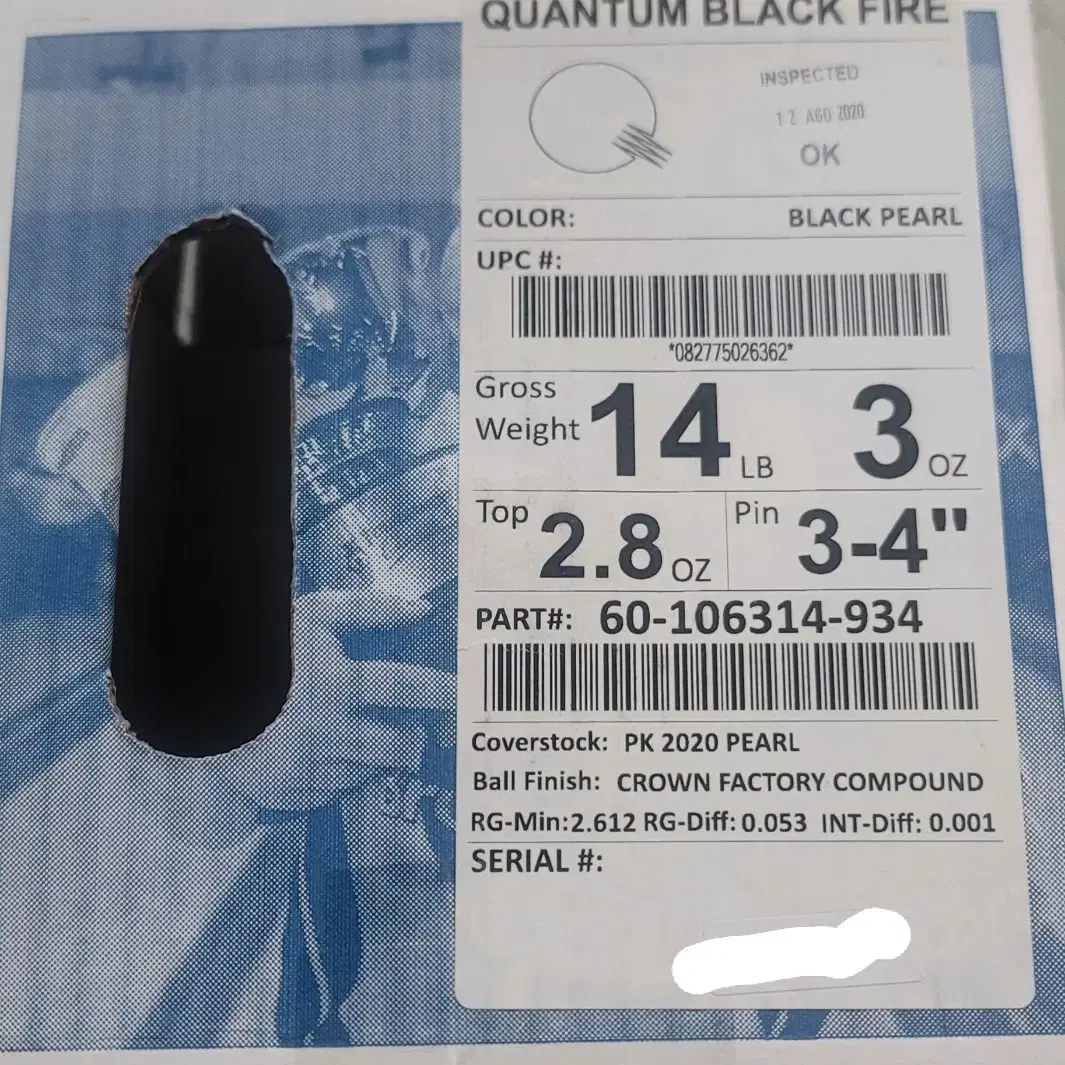 QUANTUM BLACK FIRE
INSPECTED
12 AGO 2020
OK
COLOR: BLACK PEARL
UPC #:
*082775026362*
Gross Weight 14 LB 3 OZ
Top 2.8 OZ Pin 3-4"
PART#: 60-106314-934
Coverstock: PK 2020 PEARL
Ball Finish: CROWN FACTORY COMPOUND
RG-Min:2.612 RG-Diff: 0.053 INT-Diff: 0.001
SERIAL #: